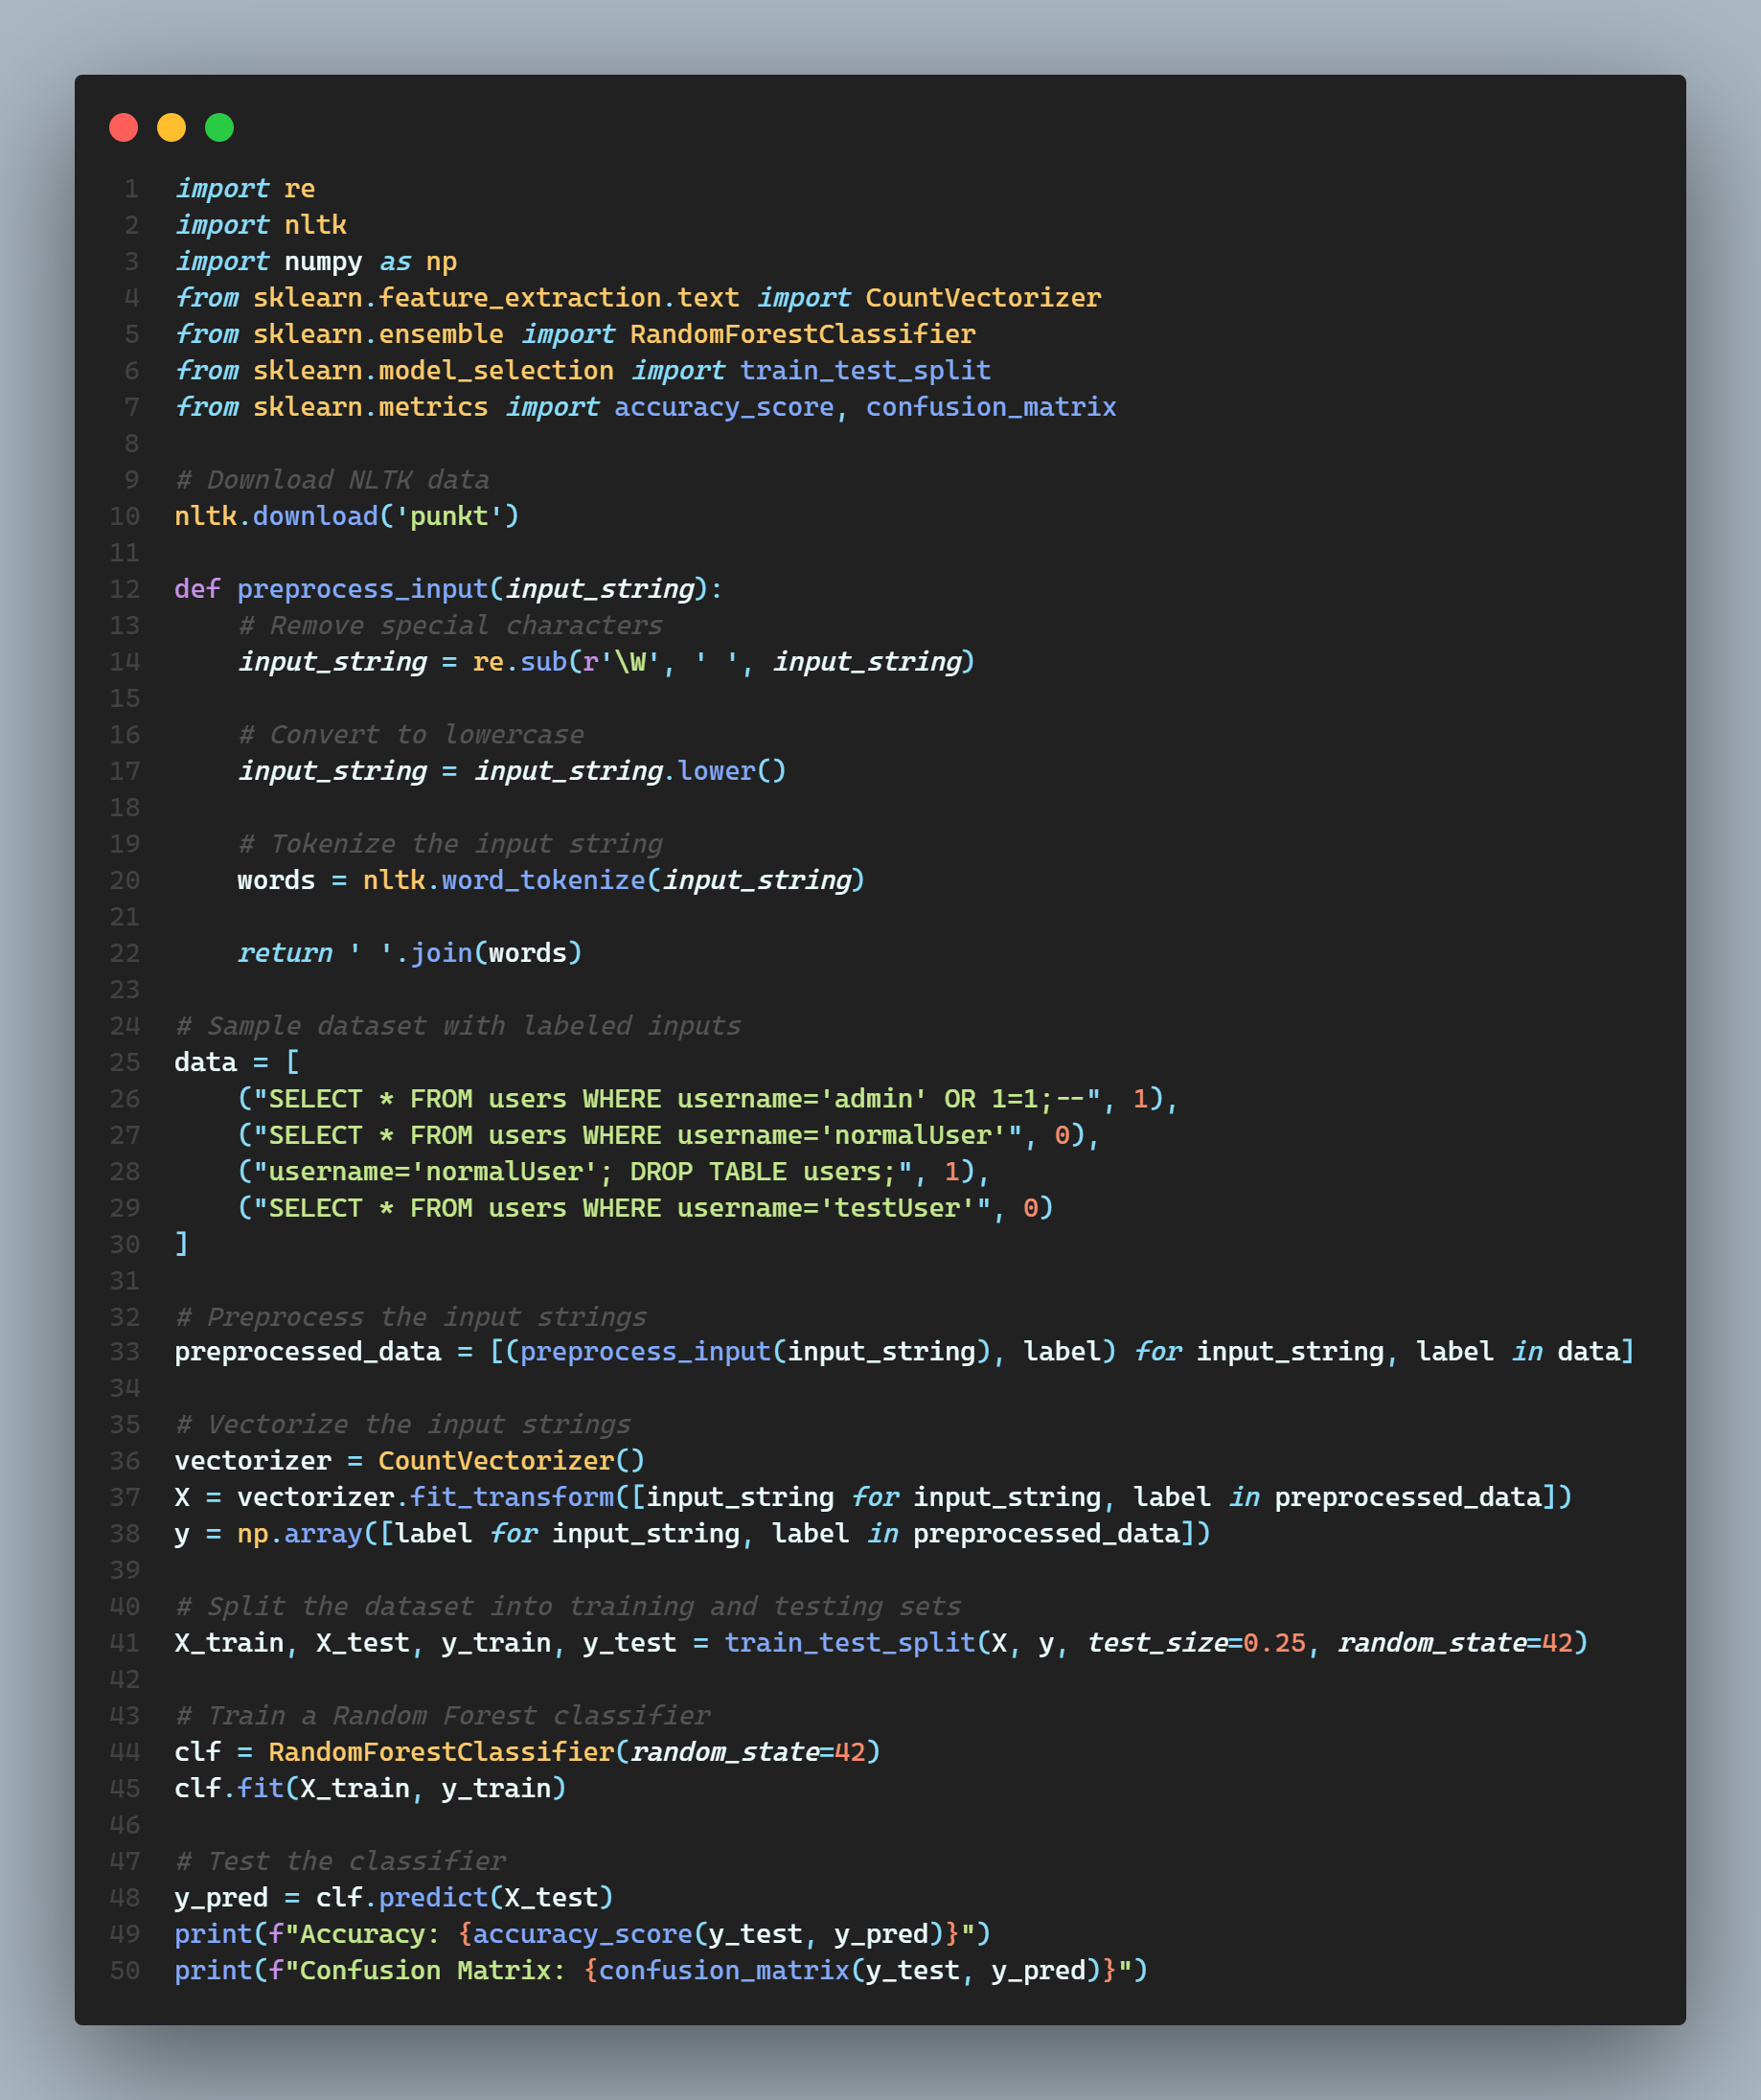 1 import re
2 import nltk
3 import numpy as np
4 from sklearn.feature_extraction.text import CountVectorizer
5 from sklearn.ensemble import RandomForestClassifier
6 from sklearn.model_selection import train_test_split
7 from sklearn.metrics import accuracy_score, confusion_matrix
8
9 # Download NLTK data
10 nltk.download('punkt')
11
12 def preprocess_input(input_string):
13     # Remove special characters
14     input_string = re.sub(r'\W', ' ', input_string)
15
16     # Convert to lowercase
17     input_string = input_string.lower()
18
19     # Tokenize the input string
20     words = nltk.word_tokenize(input_string)
21
22     return ' '.join(words)
23
24 # Sample dataset with labeled inputs
25 data = [
26     ("SELECT * FROM users WHERE username='admin' OR 1=1;--", 1),
27     ("SELECT * FROM users WHERE username='normalUser'", 0),
28     ("username='normalUser'; DROP TABLE users;", 1),
29     ("SELECT * FROM users WHERE username='testUser'", 0)
30 ]
31
32 # Preprocess the input strings
33 preprocessed_data = [(preprocess_input(input_string), label) for input_string, label in data]
34
35 # Vectorize the input strings
36 vectorizer = CountVectorizer()
37 X = vectorizer.fit_transform([input_string for input_string, label in preprocessed_data])
38 y = np.array([label for input_string, label in preprocessed_data])
39
40 # Split the dataset into training and testing sets
41 X_train, X_test, y_train, y_test = train_test_split(X, y, test_size=0.25, random_state=42)
42
43 # Train a Random Forest classifier
44 clf = RandomForestClassifier(random_state=42)
45 clf.fit(X_train, y_train)
46
47 # Test the classifier
48 y_pred = clf.predict(X_test)
49 print(f"Accuracy: {accuracy_score(y_test, y_pred)}")
50 print(f"Confusion Matrix: {confusion_matrix(y_test, y_pred)}")